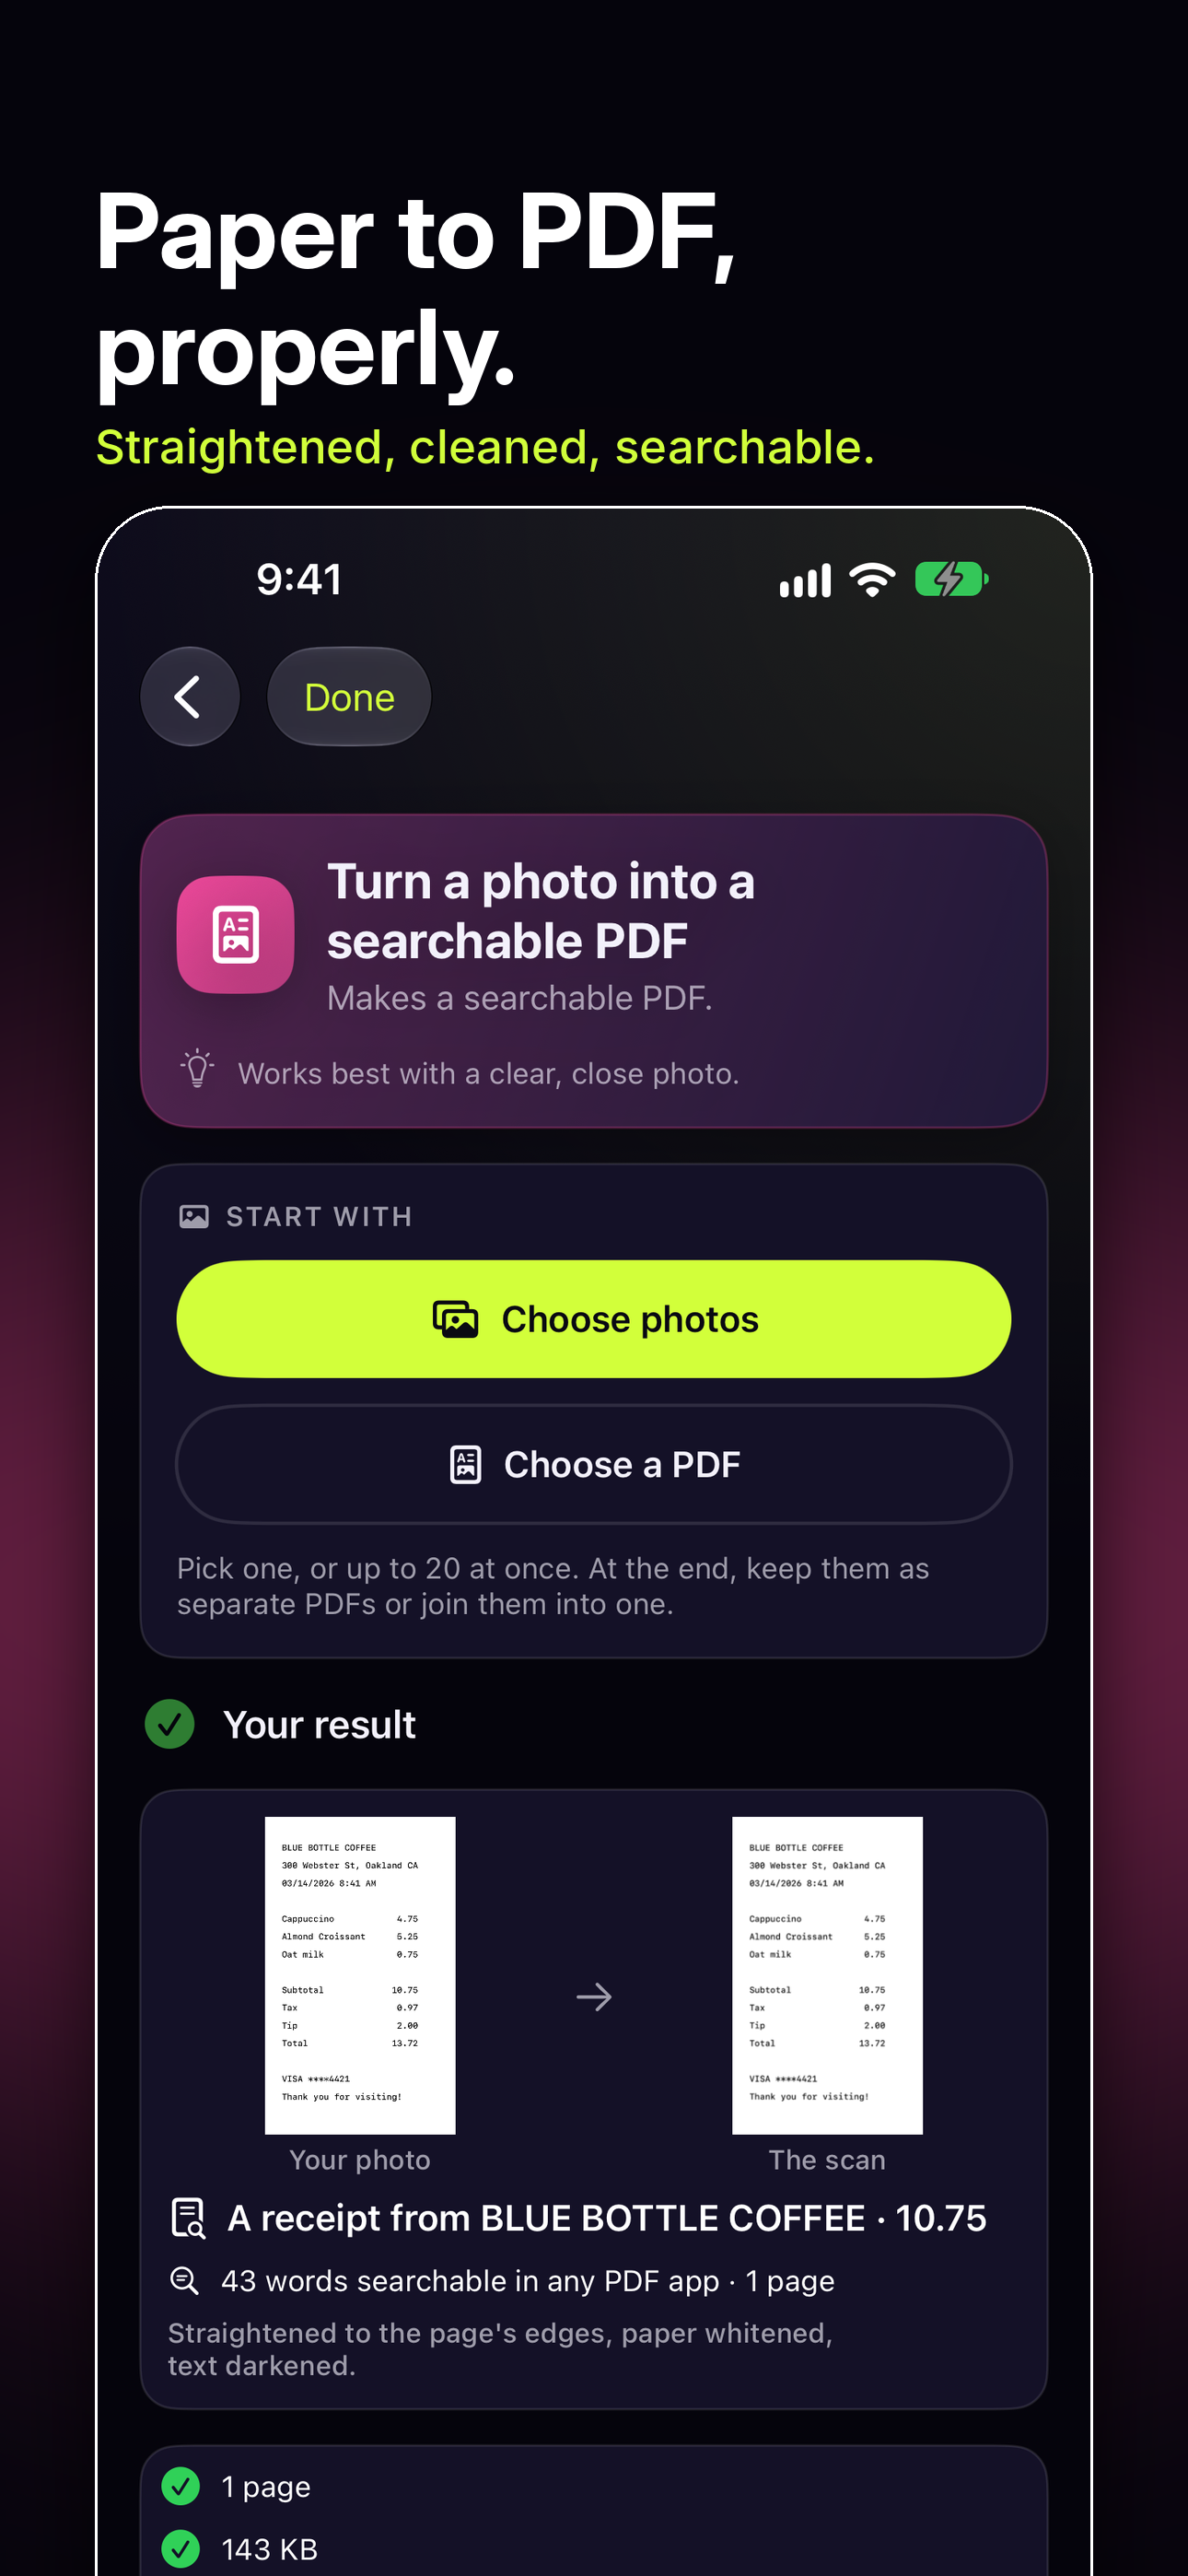 Paper to PDF,
properly.
Straightened, cleaned, searchable.
9:41
Done
Turn a photo into a
searchable PDF
Makes a searchable PDF.
Works best with a clear, close photo.
START WITH
Choose photos
Choose a PDF
Pick one, or up to 20 at once. At the end, keep them as
separate PDFs or join them into one.
Your result
BLUE BOTTLE COFFEE
300 Webster St, Oakland CA
03/14/2026 8:41 AM
Cappuccino 4.75
Almond Croissant 5.25
Oat milk 0.75
Subtotal 10.75
Tax 0.97
Tip 2.00
Total 13.72
VISA ****4421
Thank you for visiting!
Your photo
BLUE BOTTLE COFFEE
300 Webster St, Oakland CA
03/14/2026 8:41 AM
Cappuccino 4.75
Almond Croissant 5.25
Oat milk 0.75
Subtotal 10.75
Tax 0.97
Tip 2.00
Total 13.72
VISA ****4421
Thank you for visiting!
The scan
A receipt from BLUE BOTTLE COFFEE · 10.75
43 words searchable in any PDF app · 1 page
Straightened to the page's edges, paper whitened,
text darkened.
1 page
143 KB